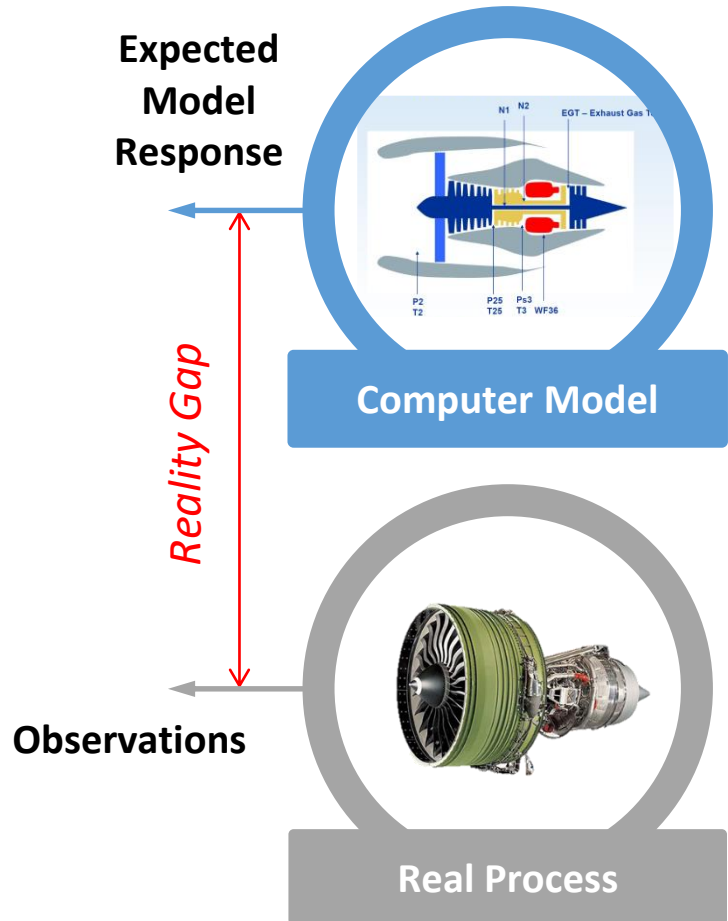 Expected
Model
Response
N1
N2
EGT – Exhaust Gas
P2
T2
P25
T25
Ps3
T3
WF36
Computer Model
Reality Gap
Observations
Real Process